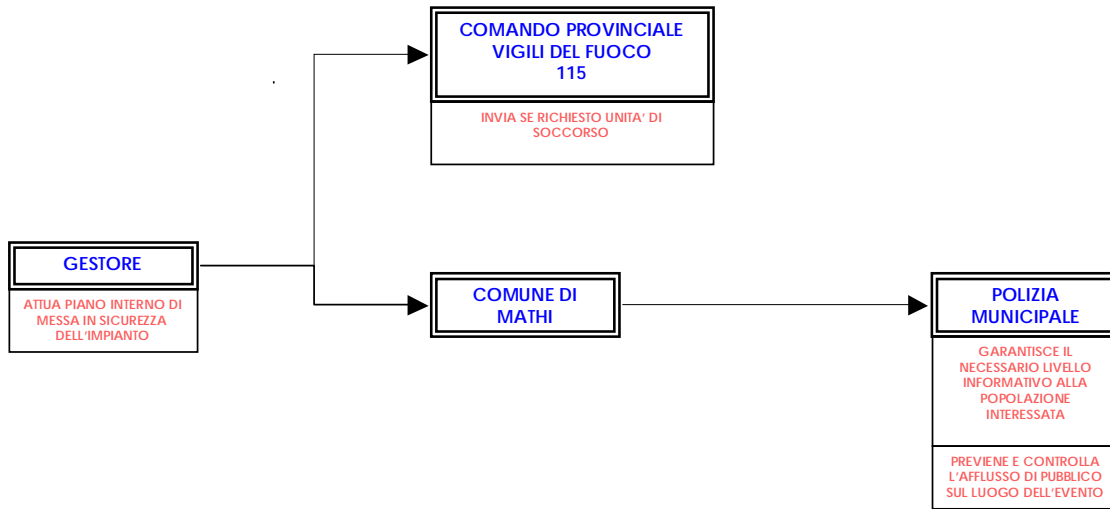 COMANDO PROVINCIALE
VIGILI DEL FUOCO
115
INVIA SE RICHIESTO UNITA' DI
SOCCORSO
GESTORE
ATTUA PIANO INTERNO DI
MESSA IN SICUREZZA
DELL'IMPIANTO
COMUNE DI
MATHI
POLIZIA
MUNICIPALE
GARANTISCE IL
NECESSARIO LIVELLO
INFORMATIVO ALLA
POPOLAZIONE
INTERESSATA
PREVIENE E CONTROLLA
L'AFFLUSSO DI PUBBLICO
SUL LUOGO DELL'EVENTO